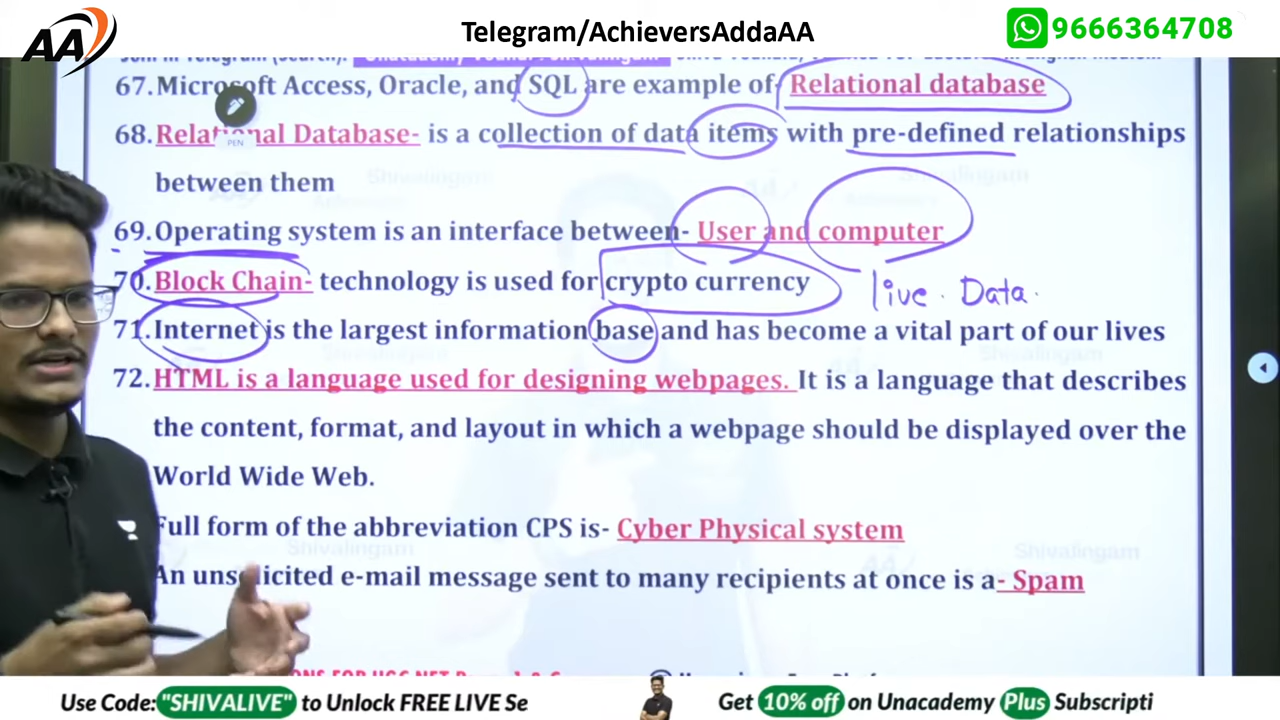 AA Telegram/AchieversAddaAA 9666364708
67. Microsoft Access, Oracle, and SQL are example of- Relational database
68. Relational Database- is a collection of data items with pre-defined relationships
PEN
between them
69. Operating system is an interface between- User and computer
70. Block Chain- technology is used for crypto currency live. Data.
71. Internet is the largest information base and has become a vital part of our lives
72. HTML is a language used for designing webpages. It is a language that describes
the content, format, and layout in which a webpage should be displayed over the
World Wide Web.
Full form of the abbreviation CPS is- Cyber Physical system
An unsolicited e-mail message sent to many recipients at once is a- Spam
Use Code: "SHIVALIVE" to Unlock FREE LIVE Se Get 10% off on Unacademy Plus Subscripti